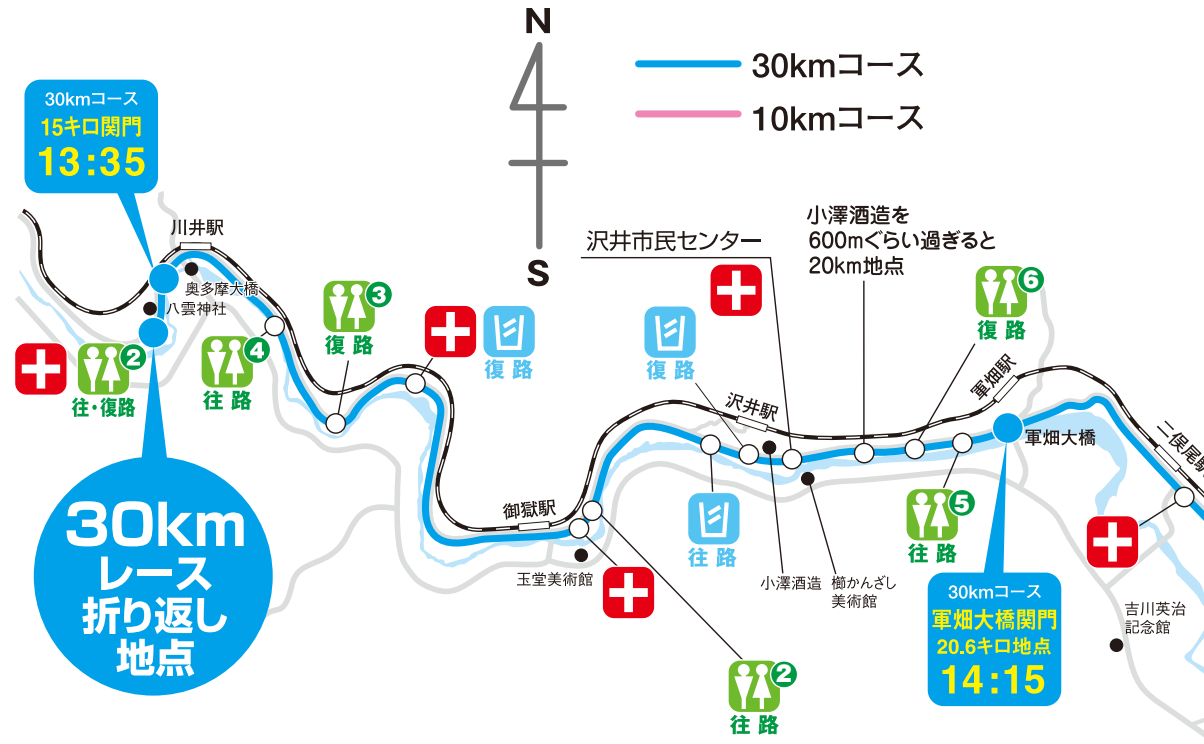 N
S
30kmコース
10kmコース
30kmコース
15キロ関門
13:35
川井駅
奥多摩大橋
八雲神社
2
往・復路
4
往路
3
復路
復路
30km
レース
折り返し
地点
御獄駅
玉堂美術館
2
往路
沢井市民センター
復路
沢井駅
往路
小澤酒造
櫛かんざし
美術館
小澤酒造を
600mぐらい過ぎると
20km地点
6
復路
軍畑駅
軍畑大橋
5
往路
30kmコース
軍畑大橋関門
20.6キロ地点
14:15
二俣尾駅
吉川英治
記念館